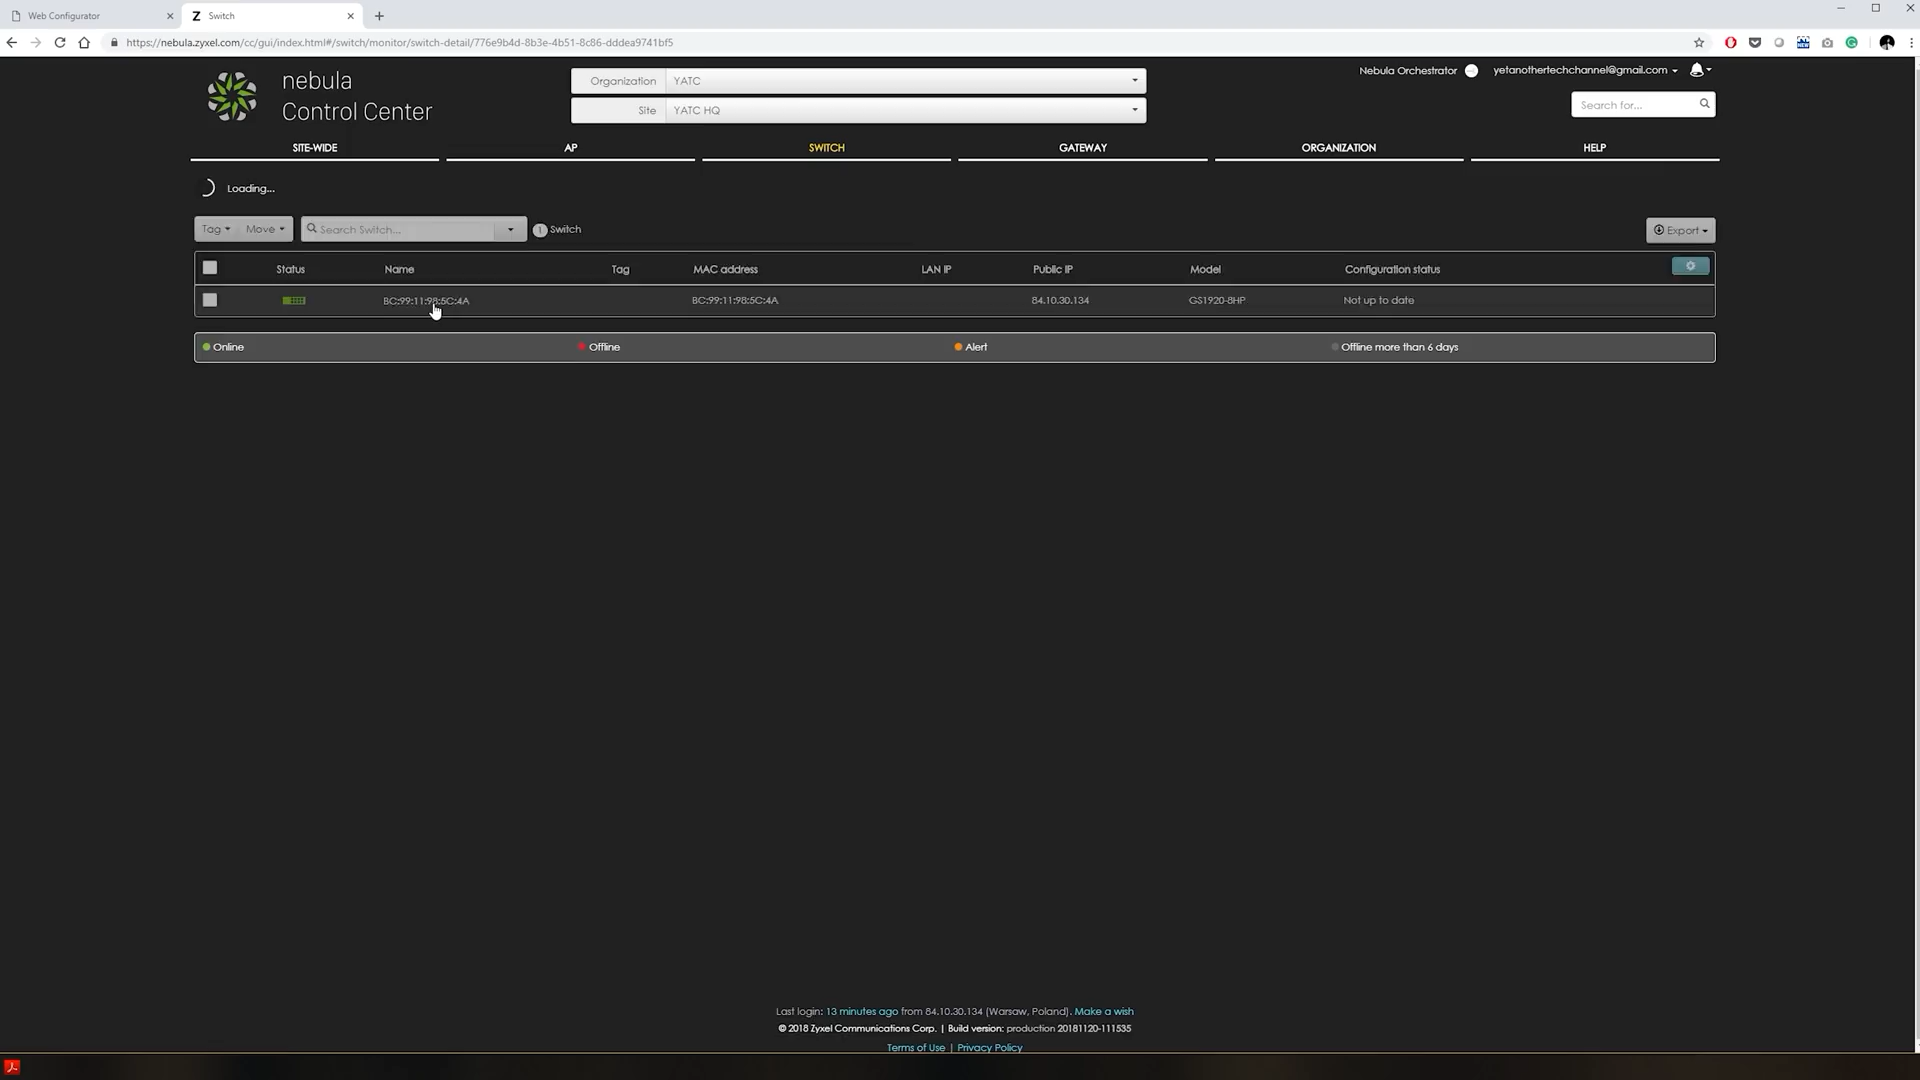 Web Configurator
Z Switch
https://nebula.zyxel.com/cc/gui/index.html#/switch/monitor/switch-detail/776e9b4d-8b3e-4b51-8c86-dddea9741bf5
nebula
Control Center
Organization YATC
Site YATC HQ
Nebula Orchestrator yetanothertechchannel@gmail.com
Search for...
SITE-WIDE AP SWITCH GATEWAY ORGANIZATION HELP
Loading...
Tag Move Search Switch... 1 Switch Export
Status Name Tag MAC address LAN IP Public IP Model Configuration status
BC:99:11:98:5C:4A BC:99:11:98:5C:4A 84.10.30.134 GS1920-8HP Not up to date
Online Offline Alert Offline more than 6 days
Last login: 13 minutes ago from 84.10.30.134 (Warsaw, Poland). Make a wish
© 2018 Zyxel Communications Corp. | Build version: production 20181120-111535
Terms of Use | Privacy Policy